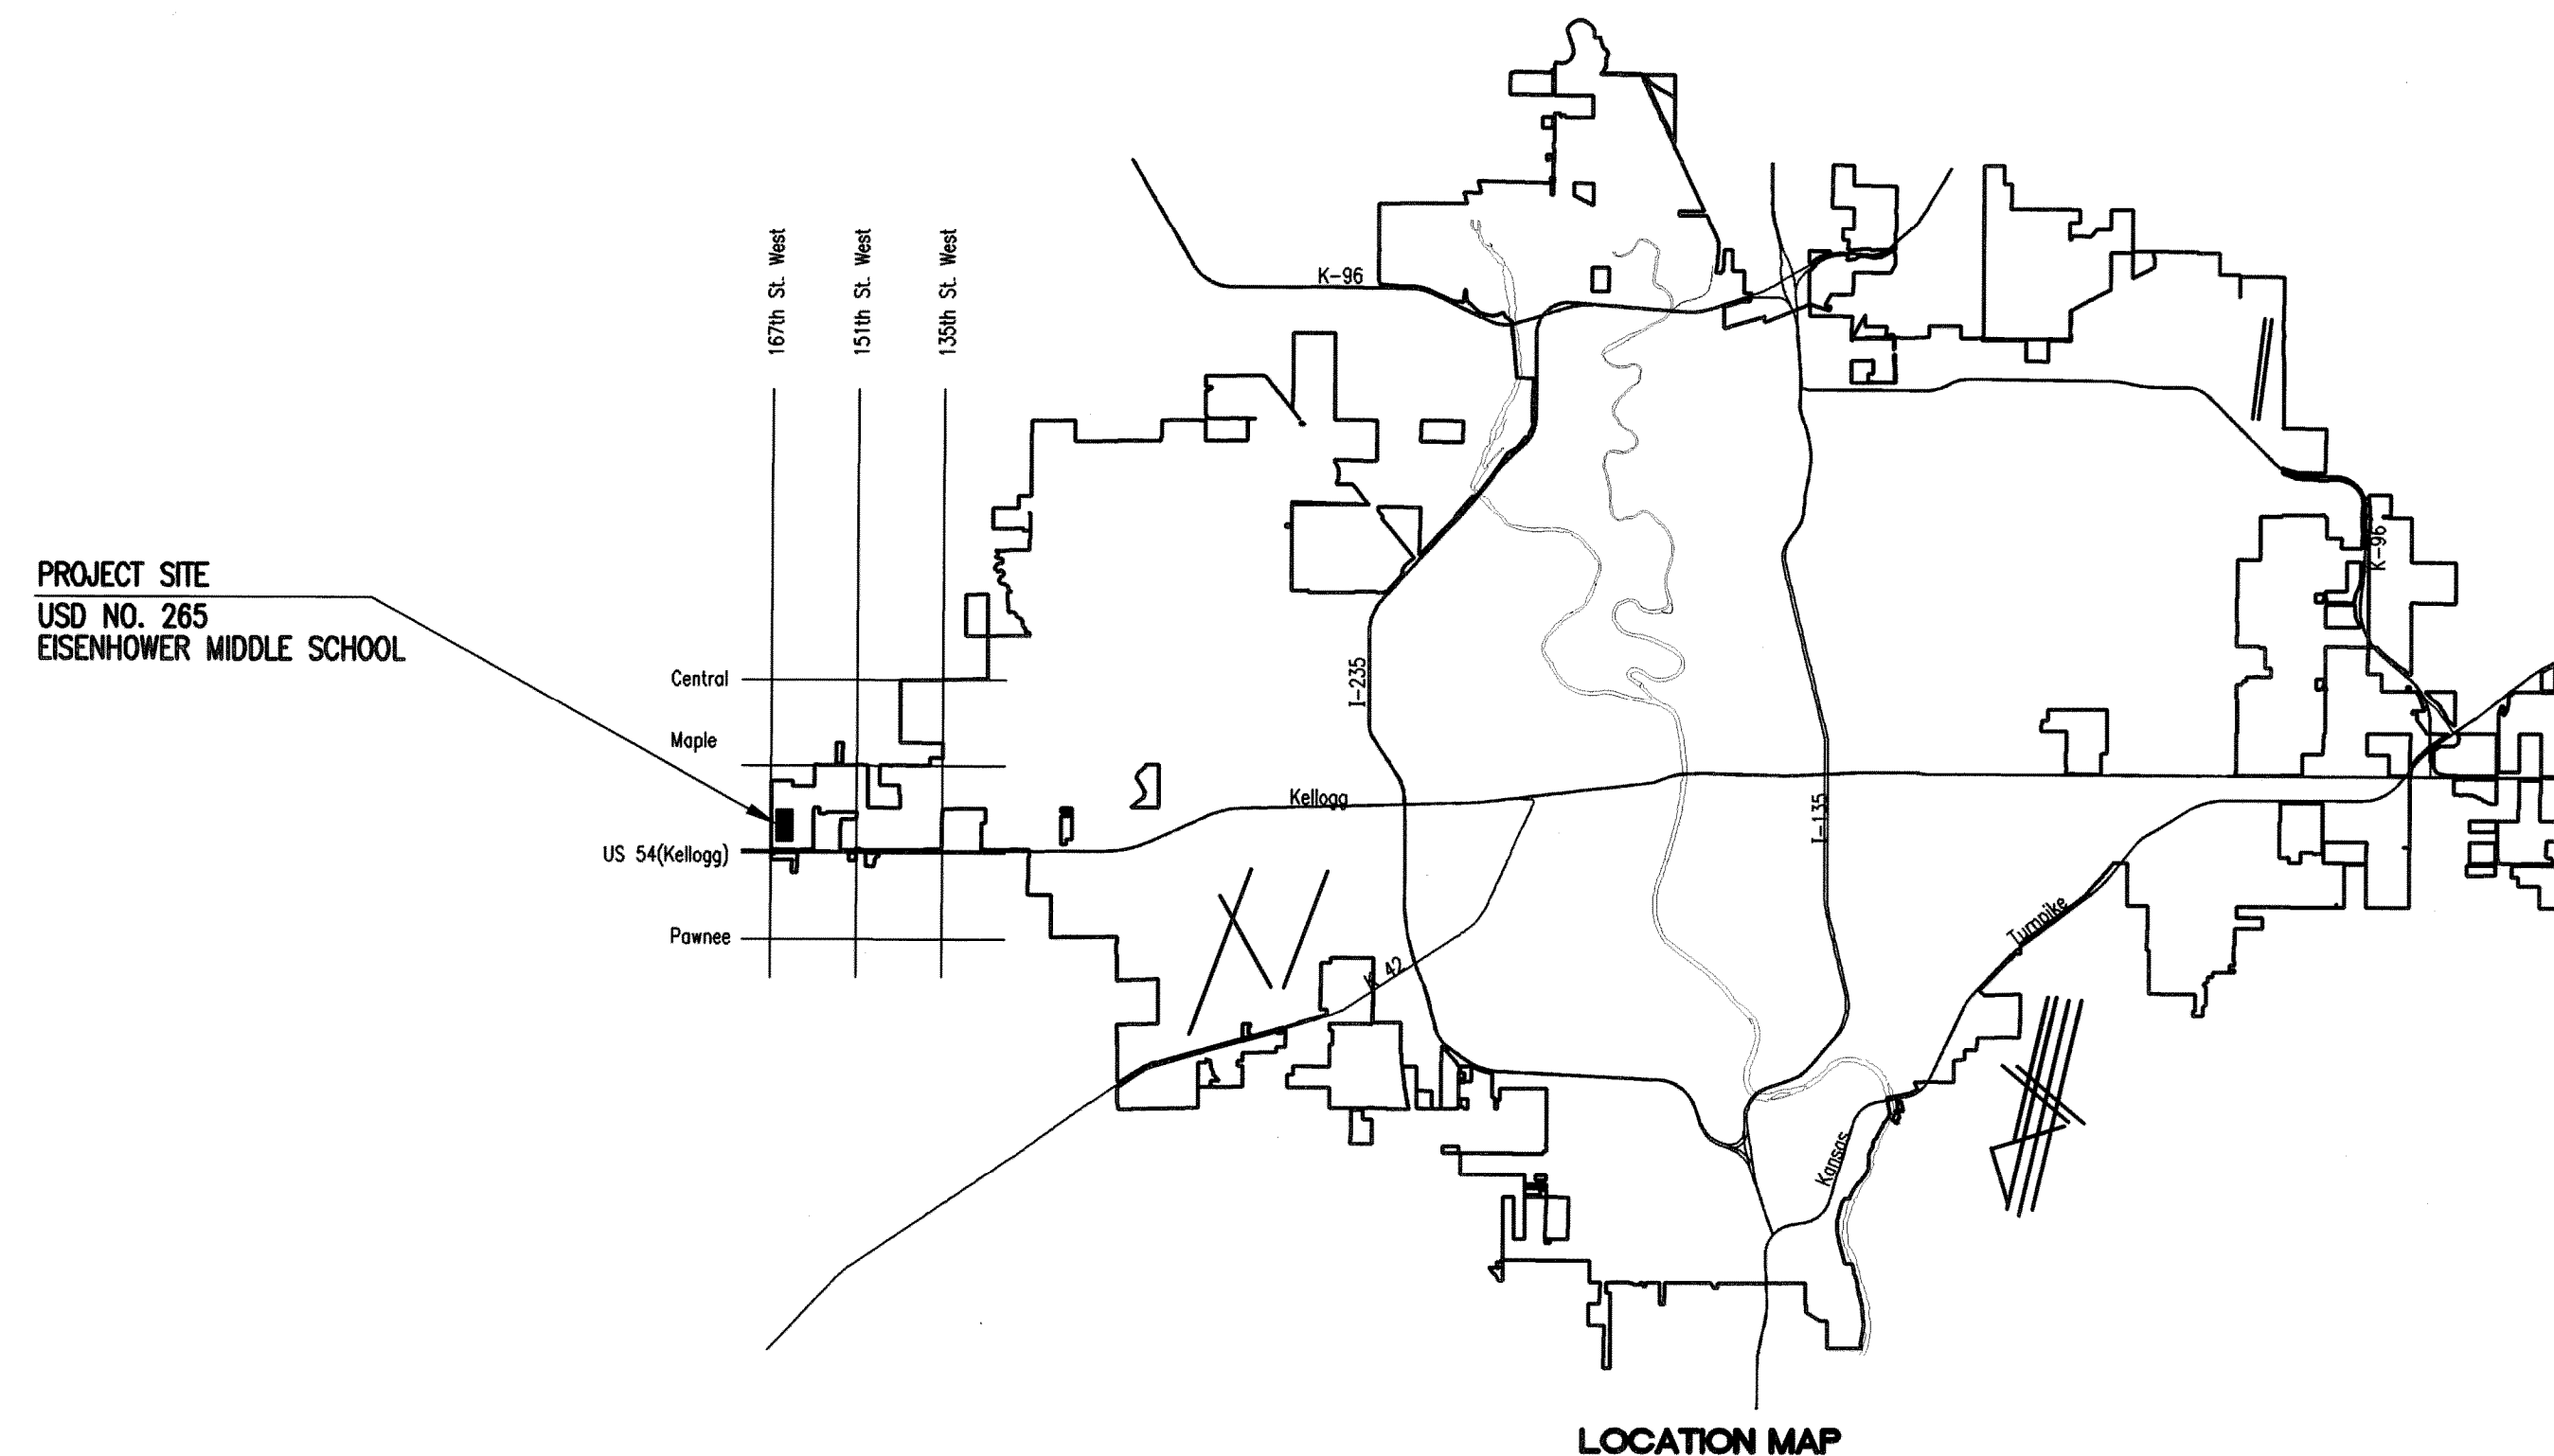 167th St. West
151th St. West
135th St. West
K-96
PROJECT SITE
USD NO. 265
EISENHOWER MIDDLE SCHOOL
K-96
Central
I-235
Maple
Kellogg
I-135
US 54(Kellogg)
Turnpike
Pawnee
K 42
Kansas
LOCATION MAP